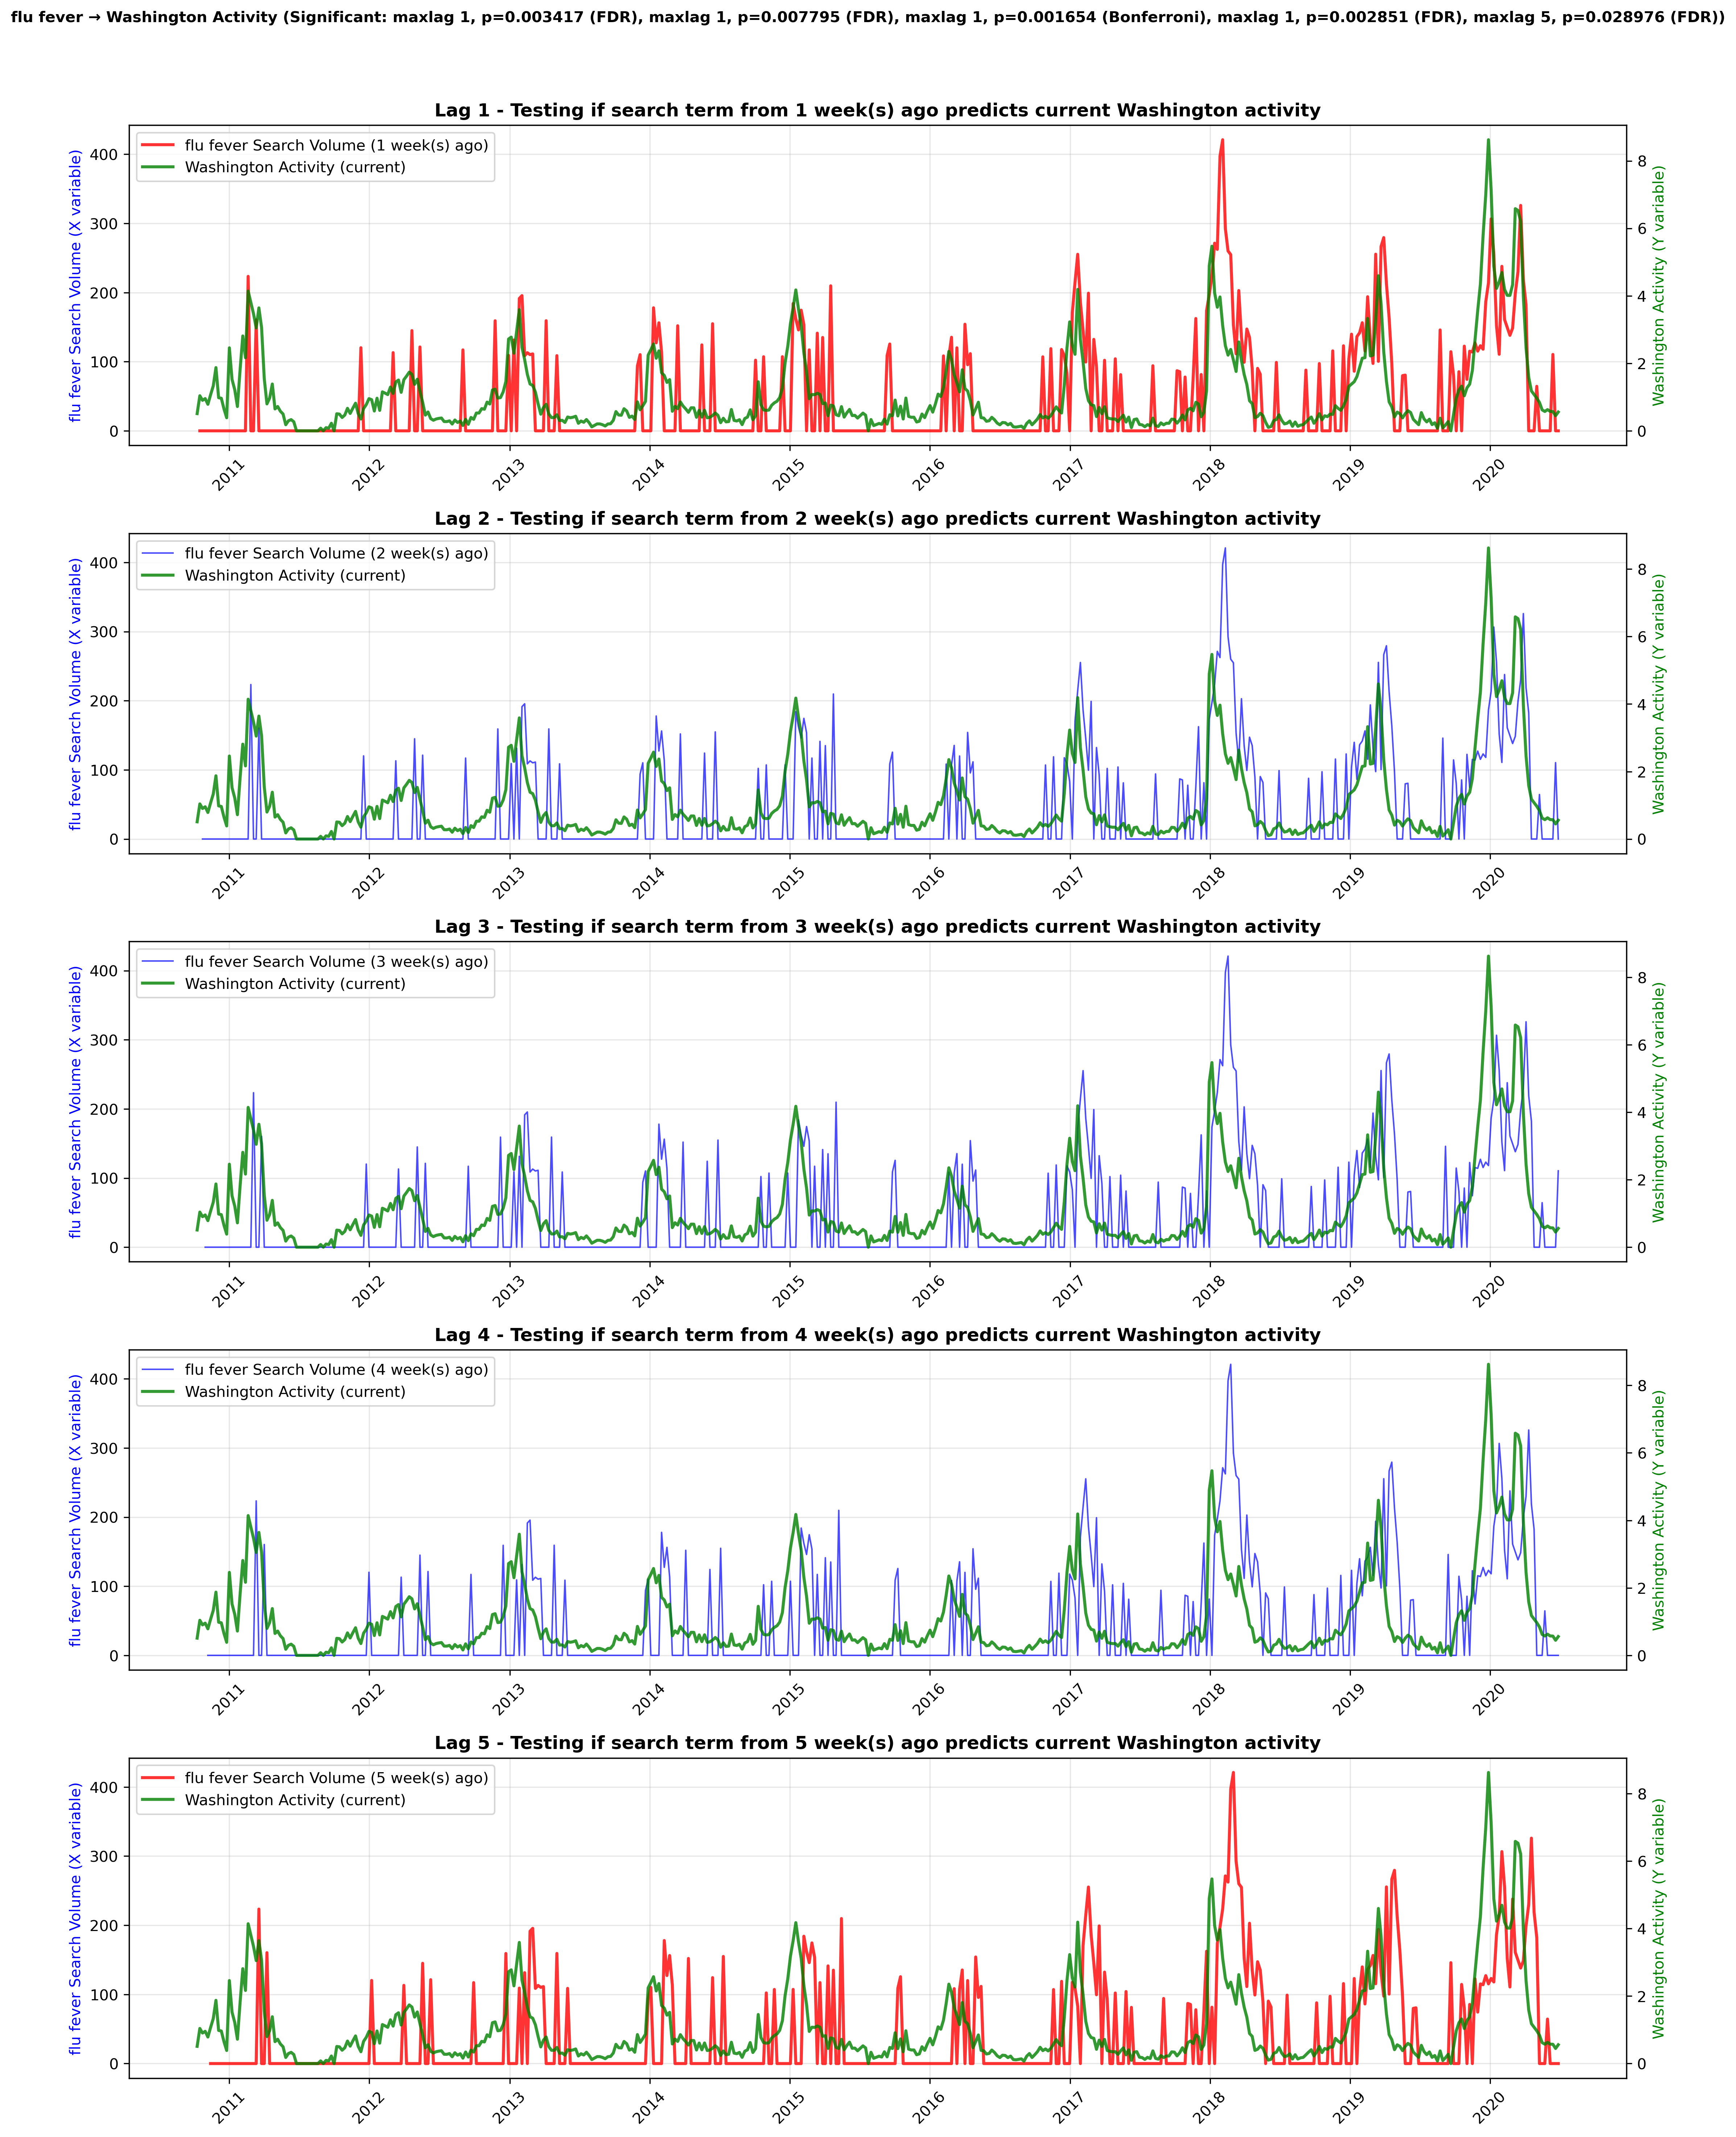 flu fever → Washington Activity (Significant: maxlag 1, p=0.003417 (FDR), maxlag 1, p=0.007795 (FDR), maxlag 1, p=0.001654 (Bonferroni), maxlag 1, p=0.002851 (FDR), maxlag 5, p=0.028976 (FDR))
Lag 1 - Testing if search term from 1 week(s) ago predicts current Washington activity
flu fever Search Volume (1 week(s) ago)
Washington Activity (current)
flu fever Search Volume (X variable)
400
300
200
100
0
Washington Activity (Y variable)
8
6
4
2
0
2011 2012 2013 2014 2015 2016 2017 2018 2019 2020
Lag 2 - Testing if search term from 2 week(s) ago predicts current Washington activity
flu fever Search Volume (2 week(s) ago)
Washington Activity (current)
flu fever Search Volume (X variable)
400
300
200
100
0
Washington Activity (Y variable)
8
6
4
2
0
2011 2012 2013 2014 2015 2016 2017 2018 2019 2020
Lag 3 - Testing if search term from 3 week(s) ago predicts current Washington activity
flu fever Search Volume (3 week(s) ago)
Washington Activity (current)
flu fever Search Volume (X variable)
400
300
200
100
0
Washington Activity (Y variable)
8
6
4
2
0
2011 2012 2013 2014 2015 2016 2017 2018 2019 2020
Lag 4 - Testing if search term from 4 week(s) ago predicts current Washington activity
flu fever Search Volume (4 week(s) ago)
Washington Activity (current)
flu fever Search Volume (X variable)
400
300
200
100
0
Washington Activity (Y variable)
8
6
4
2
0
2011 2012 2013 2014 2015 2016 2017 2018 2019 2020
Lag 5 - Testing if search term from 5 week(s) ago predicts current Washington activity
flu fever Search Volume (5 week(s) ago)
Washington Activity (current)
flu fever Search Volume (X variable)
400
300
200
100
0
Washington Activity (Y variable)
8
6
4
2
0
2011 2012 2013 2014 2015 2016 2017 2018 2019 2020